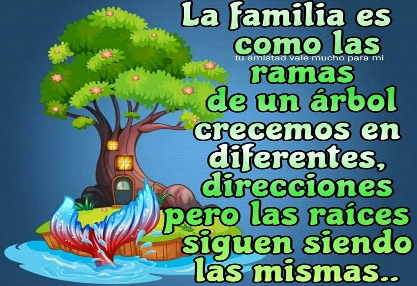 La familia es
como las
tu amistad vale mucho para mi
ramas
de un árbol
crecemos en
diferentes,
direcciones
pero las raíces
siguen siendo
las mismas..